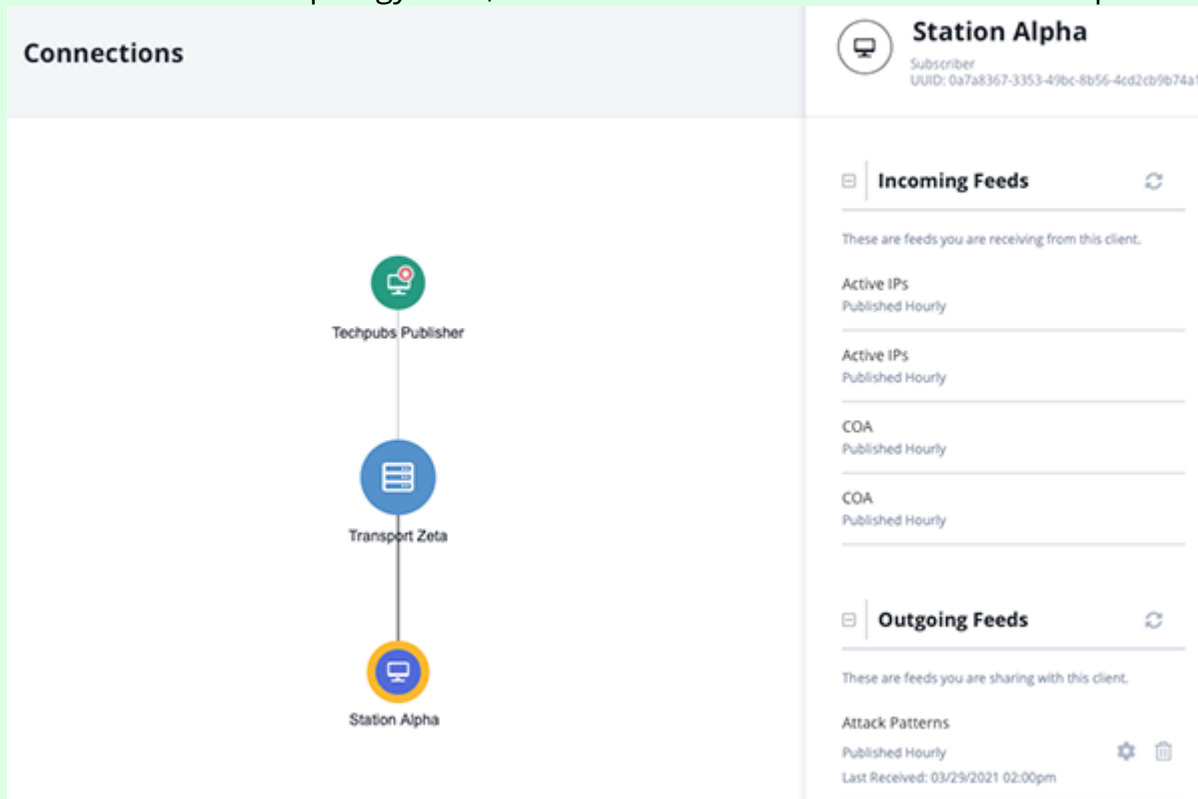 Connections
Techpubs Publisher
Transport Zeta
Station Alpha
Station Alpha
Subscriber
UUID: 0a7a8367-3353-49bc-8b56-4cd2cb9b74a1
Incoming Feeds
These are feeds you are receiving from this client.
Active IPs
Published Hourly
Active IPs
Published Hourly
COA
Published Hourly
COA
Published Hourly
Outgoing Feeds
These are feeds you are sharing with this client.
Attack Patterns
Published Hourly
Last Received: 03/29/2021 02:00pm